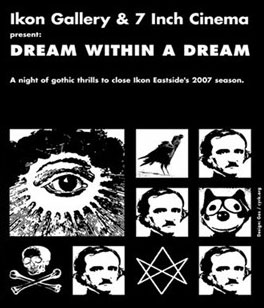 Ikon Gallery & 7 Inch Cinema
present:
DREAM WITHIN A DREAM
A night of gothic thrills to close Ikon Eastside's 2007 season.